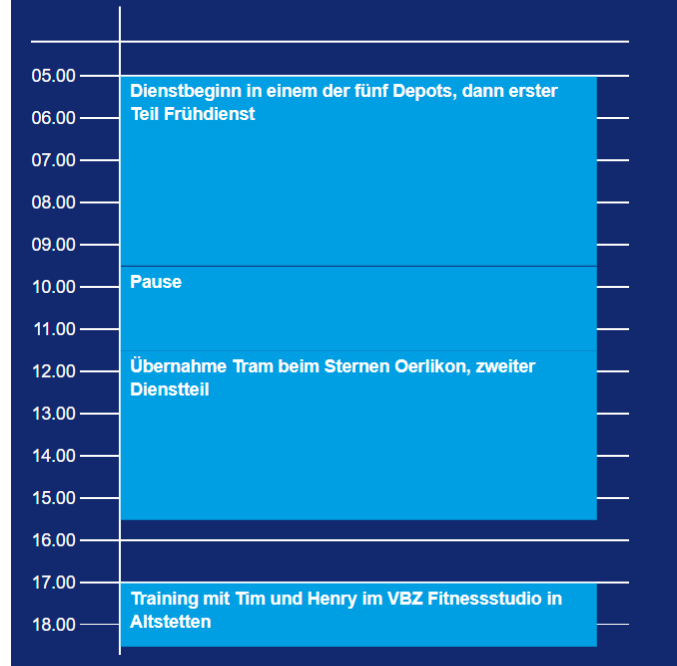 05.00
Dienstbeginn in einem der fünf Depots, dann erster
Teil Frühdienst
06.00
07.00
08.00
09.00
Pause
10.00
11.00
Übernahme Tram beim Sternen Oerlikon, zweiter
12.00
Dienstteil
13.00
14.00
15.00
16.00
17.00
Training mit Tim und Henry im VBZ Fitnessstudio in
Altstetten
18.00